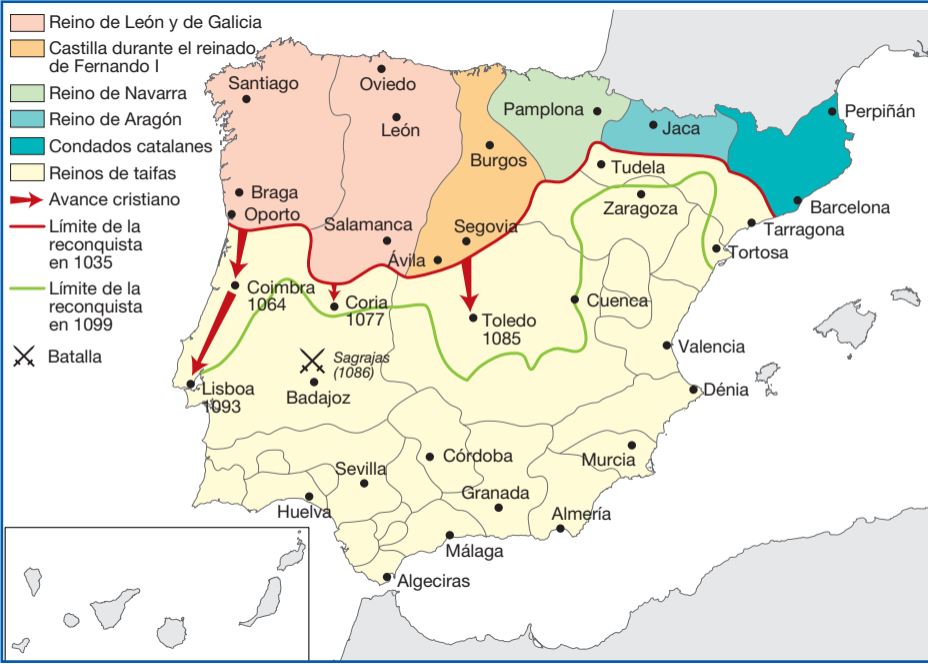 Reino de León y de Galicia
Castilla durante el reinado
de Fernando I
Reino de Navarra
Reino de Aragón
Condados catalanes
Reinos de taifas
Avance cristiano
Límite de la
reconquista
en 1035
Límite de la
reconquista
en 1099
Batalla
Santiago
Oviedo
León
Pamplona
Jaca
Perpiñán
Burgos
Tudela
Braga
Oporto
Zaragoza
Barcelona
Salamanca
Segovia
Tarragona
Ávila
Tortosa
Coimbra
1064
Coria
1077
Cuenca
Toledo
1085
Valencia
Sagrajas
(1086)
Lisboa
1093
Badajoz
Dénia
Córdoba
Murcia
Sevilla
Granada
Huelva
Almería
Málaga
Algeciras